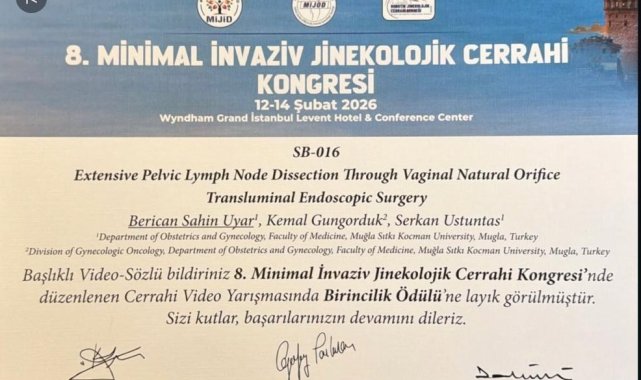 MİJİD
MIJOD
8. MİNİMAL İNVAZİV JİNEKOLOJİK CERRAHİ
KONGRESİ
12-14 Şubat 2026
Wyndham Grand İstanbul Levent Hotel & Conference Center
SB-016
Extensive Pelvic Lymph Node Dissection Through Vaginal Natural Orifice
Transluminal Endoscopic Surgery
Berican Sahin Uyar¹, Kemal Gungorduk², Serkan Ustuntas¹
¹Department of Obstetrics and Gynecology, Faculty of Medicine, Muğla Sıtkı Kocman University, Mugla, Turkey
²Division of Gynecologic Oncology, Department of Obstetrics and Gynecology, Faculty of Medicine, Muğla Sıtkı Kocman University, Mugla, Turkey
Başlıklı Video-Sözlü bildiriniz 8. Minimal İnvaziv Jinekolojik Cerrahi Kongresi'nde
düzenlenen Cerrahi Video Yarışmasında Birincilik Ödülü'ne layık görülmüştür.
Sizi kutlar, başarılarınızın devamını dileriz.